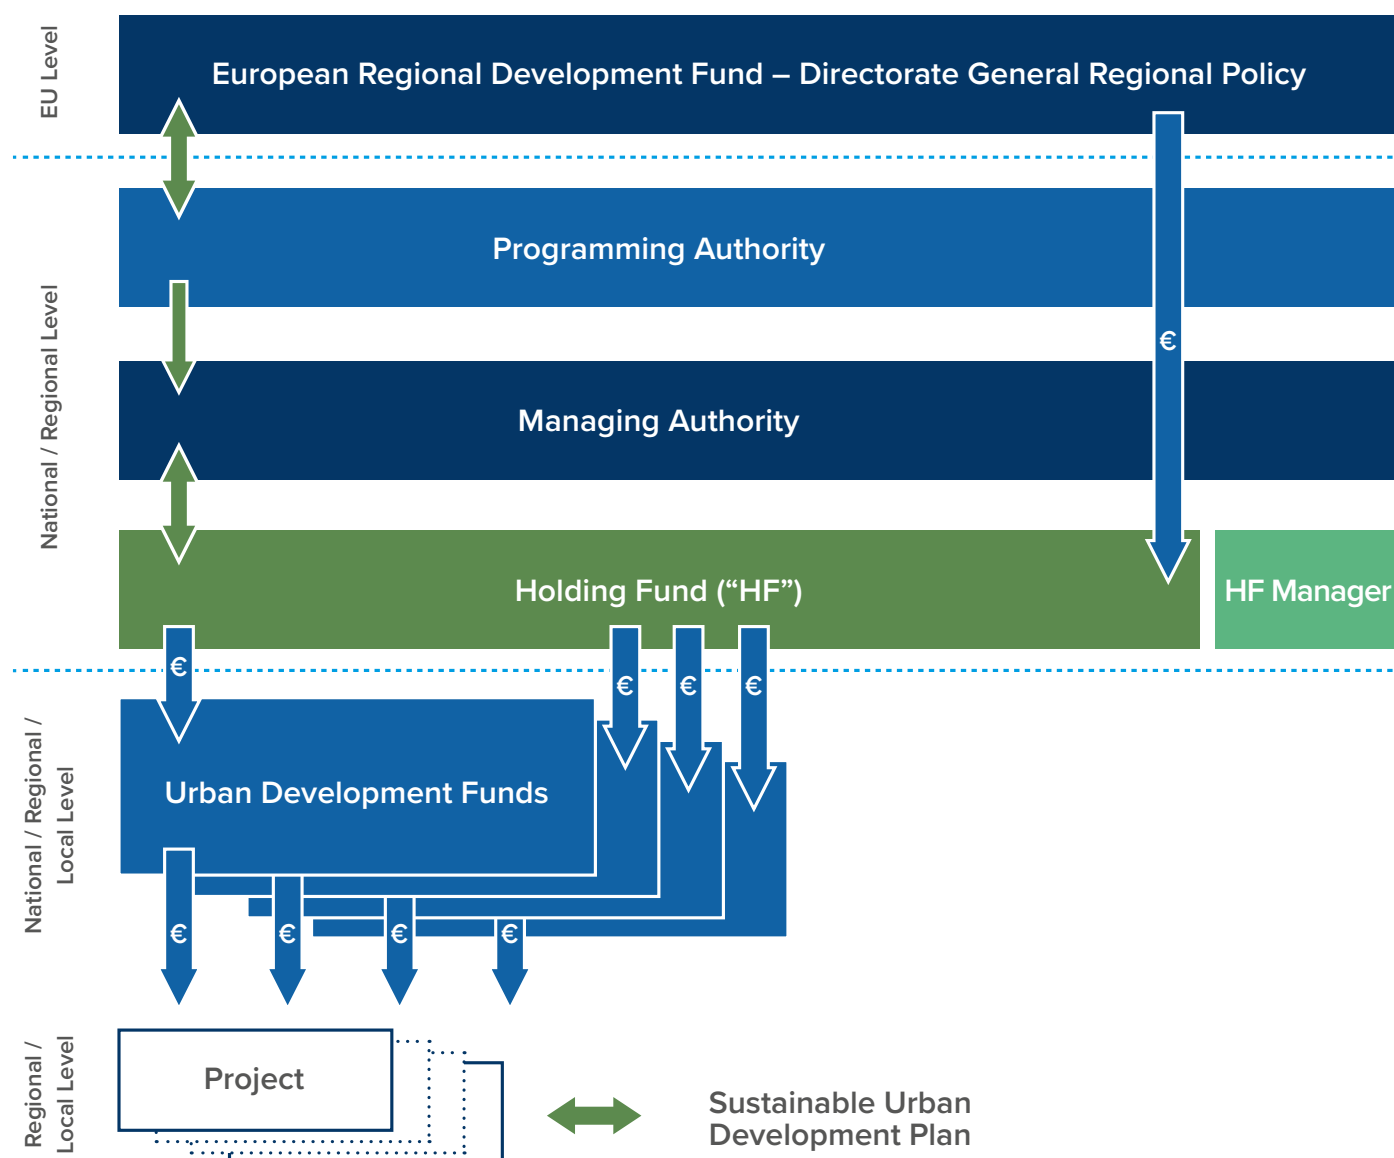 EU Level
European Regional Development Fund – Directorate General Regional Policy
National / Regional Level
Programming Authority
€
Managing Authority
Holding Fund (“HF”)
HF Manager
€
€
€
€
National / Regional /
Local Level
Urban Development Funds
€
€
€
€
Regional /
Local Level
Project
Sustainable Urban
Development Plan